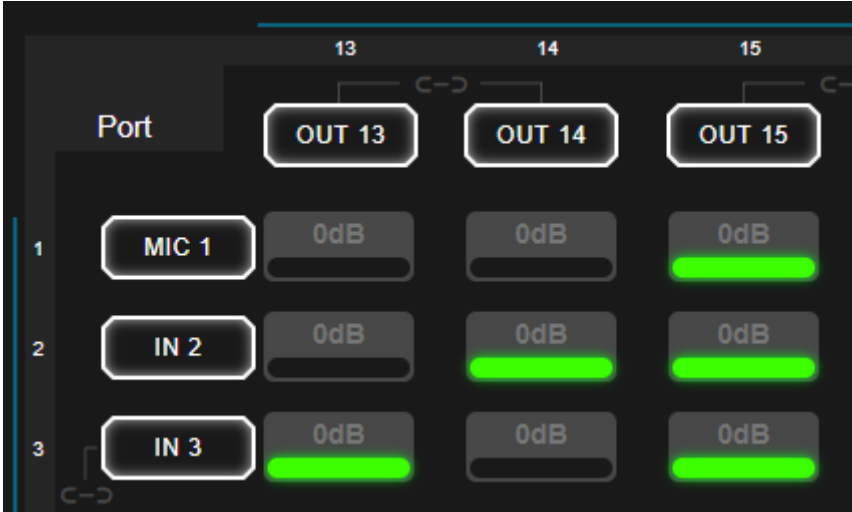 13 14 15
Port OUT 13 OUT 14 OUT 15
1 MIC 1 0dB 0dB 0dB
2 IN 2 0dB 0dB 0dB
3 IN 3 0dB 0dB 0dB